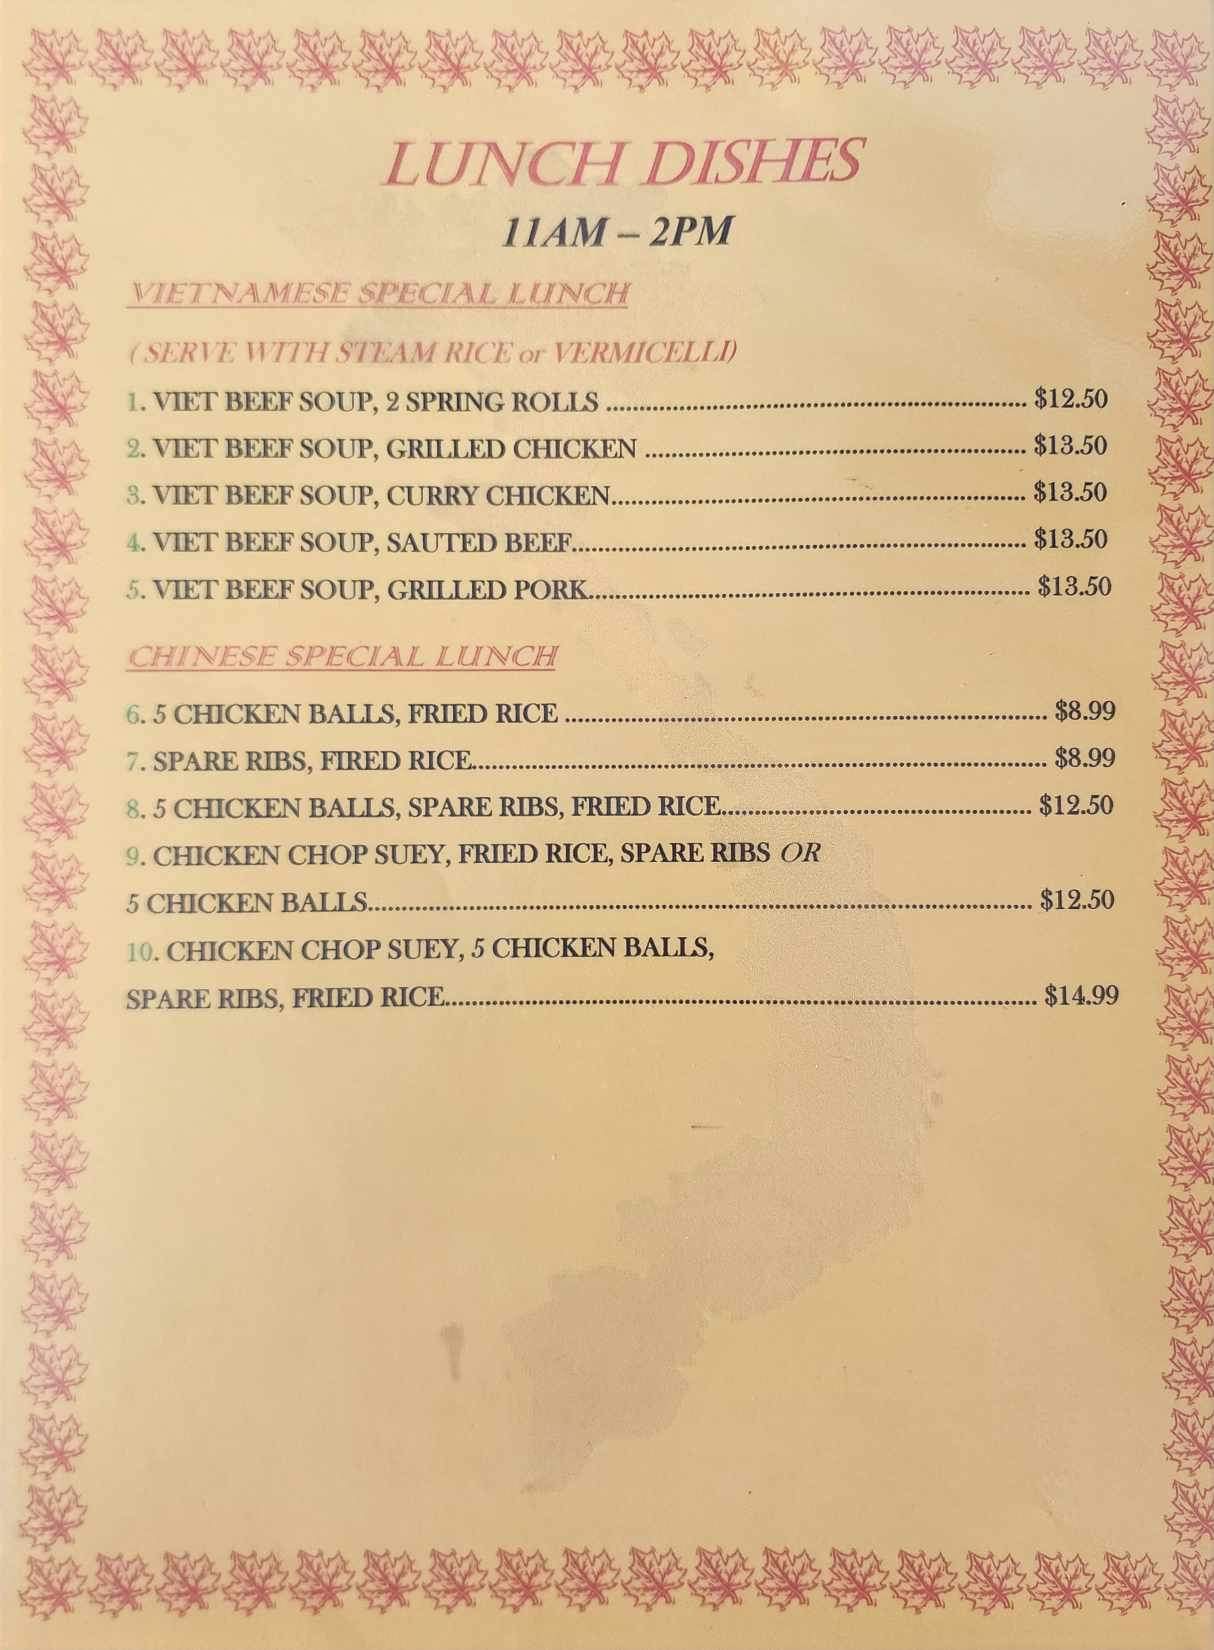 LUNCH DISHES
11AM – 2PM
VIETNAMESE SPECIAL LUNCH
( SERVE WITH STEAM RICE or VERMICELLI)
1. VIET BEEF SOUP, 2 SPRING ROLLS ................ $12.50
2. VIET BEEF SOUP, GRILLED CHICKEN ................ $13.50
3. VIET BEEF SOUP, CURRY CHICKEN................ $13.50
4. VIET BEEF SOUP, SAUTED BEEF................ $13.50
5. VIET BEEF SOUP, GRILLED PORK................ $13.50
CHINESE SPECIAL LUNCH
6. 5 CHICKEN BALLS, FRIED RICE ................ $8.99
7. SPARE RIBS, FIRED RICE................ $8.99
8. 5 CHICKEN BALLS, SPARE RIBS, FRIED RICE................ $12.50
9. CHICKEN CHOP SUEY, FRIED RICE, SPARE RIBS OR
5 CHICKEN BALLS................ $12.50
10. CHICKEN CHOP SUEY, 5 CHICKEN BALLS,
SPARE RIBS, FRIED RICE................ $14.99